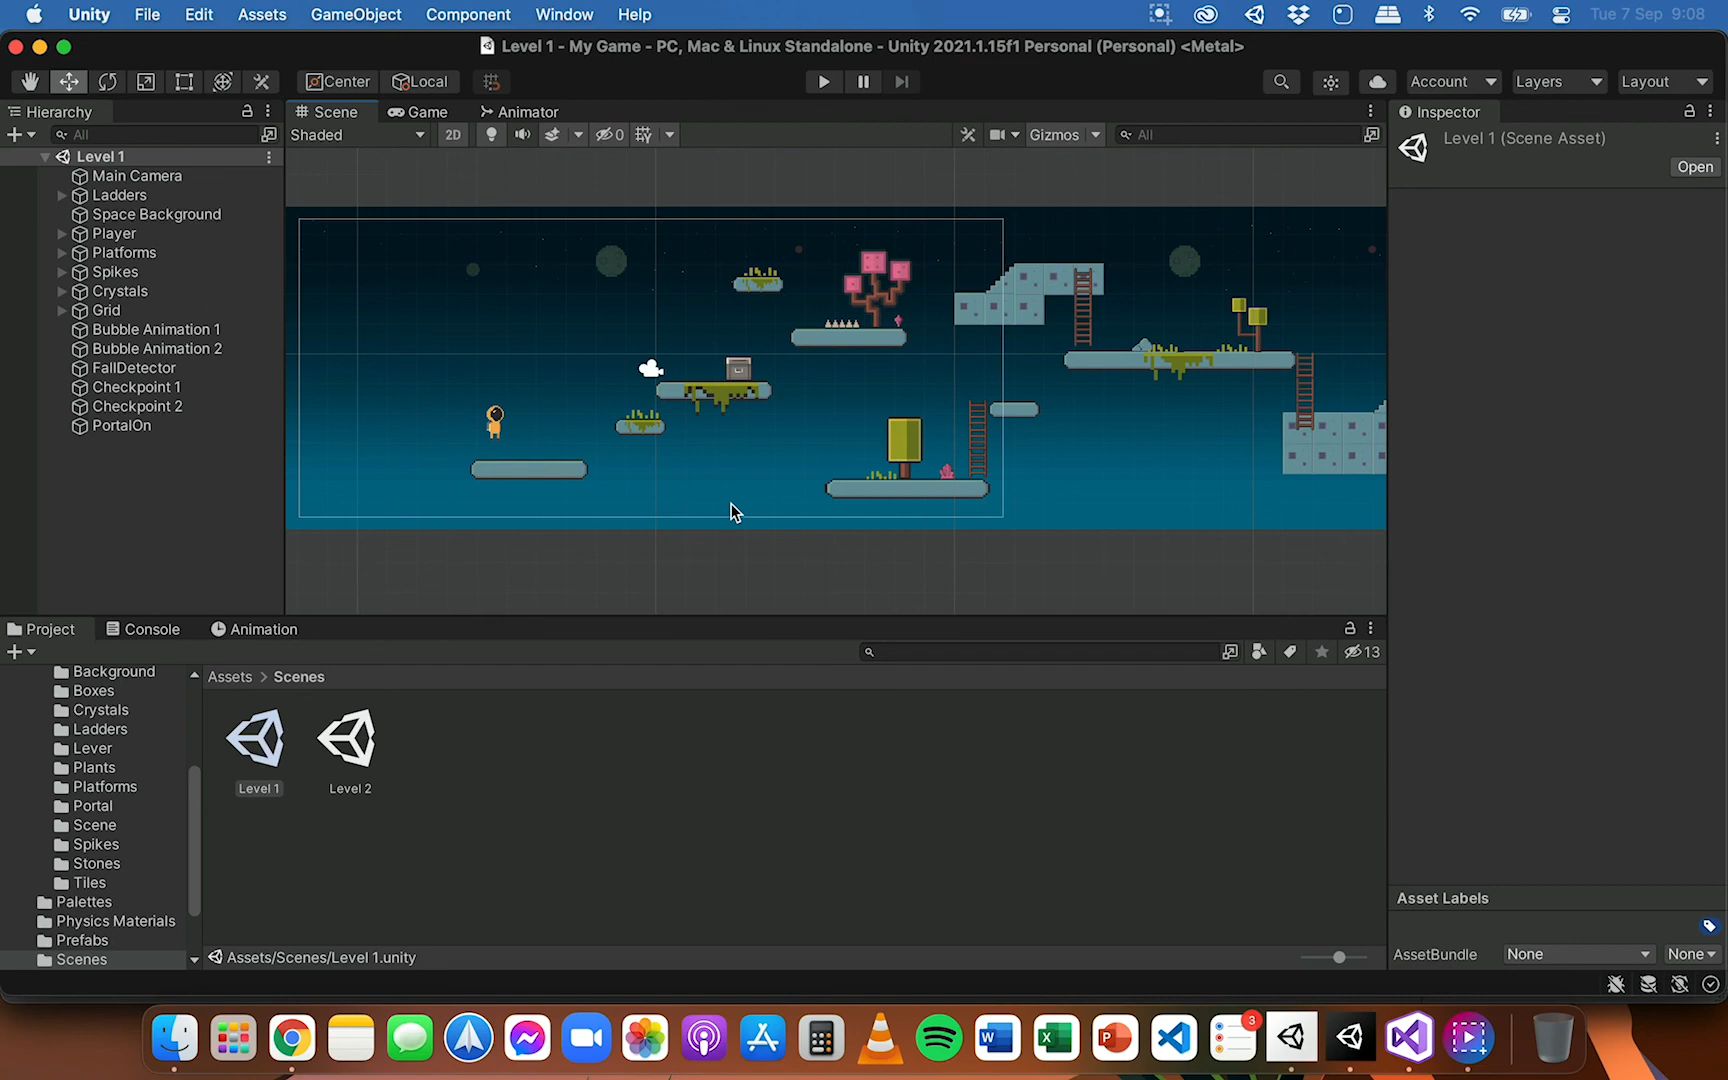 Unity File Edit Assets GameObject Component Window Help Tue 7 Sep 9:08
Level 1 - My Game - PC, Mac & Linux Standalone - Unity 2021.1.15f1 Personal (Personal) <Metal>
Center Local Account Layers Layout
Hierarchy Scene Game Animator Inspector
All Shaded 2D 0 Gizmos All
Level 1 (Scene Asset)
Open
Level 1
Main Camera
Ladders
Space Background
Player
Platforms
Spikes
Crystals
Grid
Bubble Animation 1
Bubble Animation 2
FallDetector
Checkpoint 1
Checkpoint 2
PortalOn
Project Console Animation
13
Assets > Scenes
Background
Boxes
Crystals
Ladders
Lever
Plants
Platforms
Portal
Scene
Spikes
Stones
Tiles
Palettes
Physics Materials
Prefabs
Scenes
Level 1 Level 2
Assets/Scenes/Level 1.unity
Asset Labels
AssetBundle None None
W X P 3